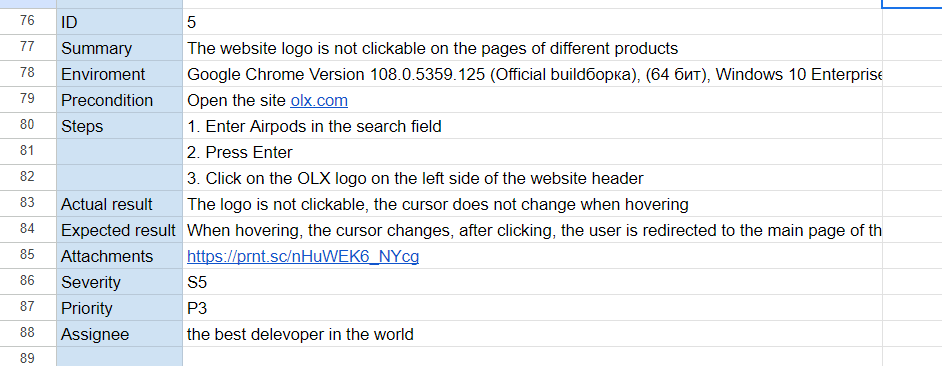 76 ID 5
77 Summary The website logo is not clickable on the pages of different products
78 Enviroment Google Chrome Version 108.0.5359.125 (Official buildборка), (64 бит), Windows 10 Enterprise
79 Precondition Open the site olx.com
80 Steps 1. Enter Airpods in the search field
81 2. Press Enter
82 3. Click on the OLX logo on the left side of the website header
83 Actual result The logo is not clickable, the cursor does not change when hovering
84 Expected result When hovering, the cursor changes, after clicking, the user is redirected to the main page of th
85 Attachments https://prnt.sc/nHuWEK6_NYcg
86 Severity S5
87 Priority P3
88 Assignee the best delevoper in the world
89